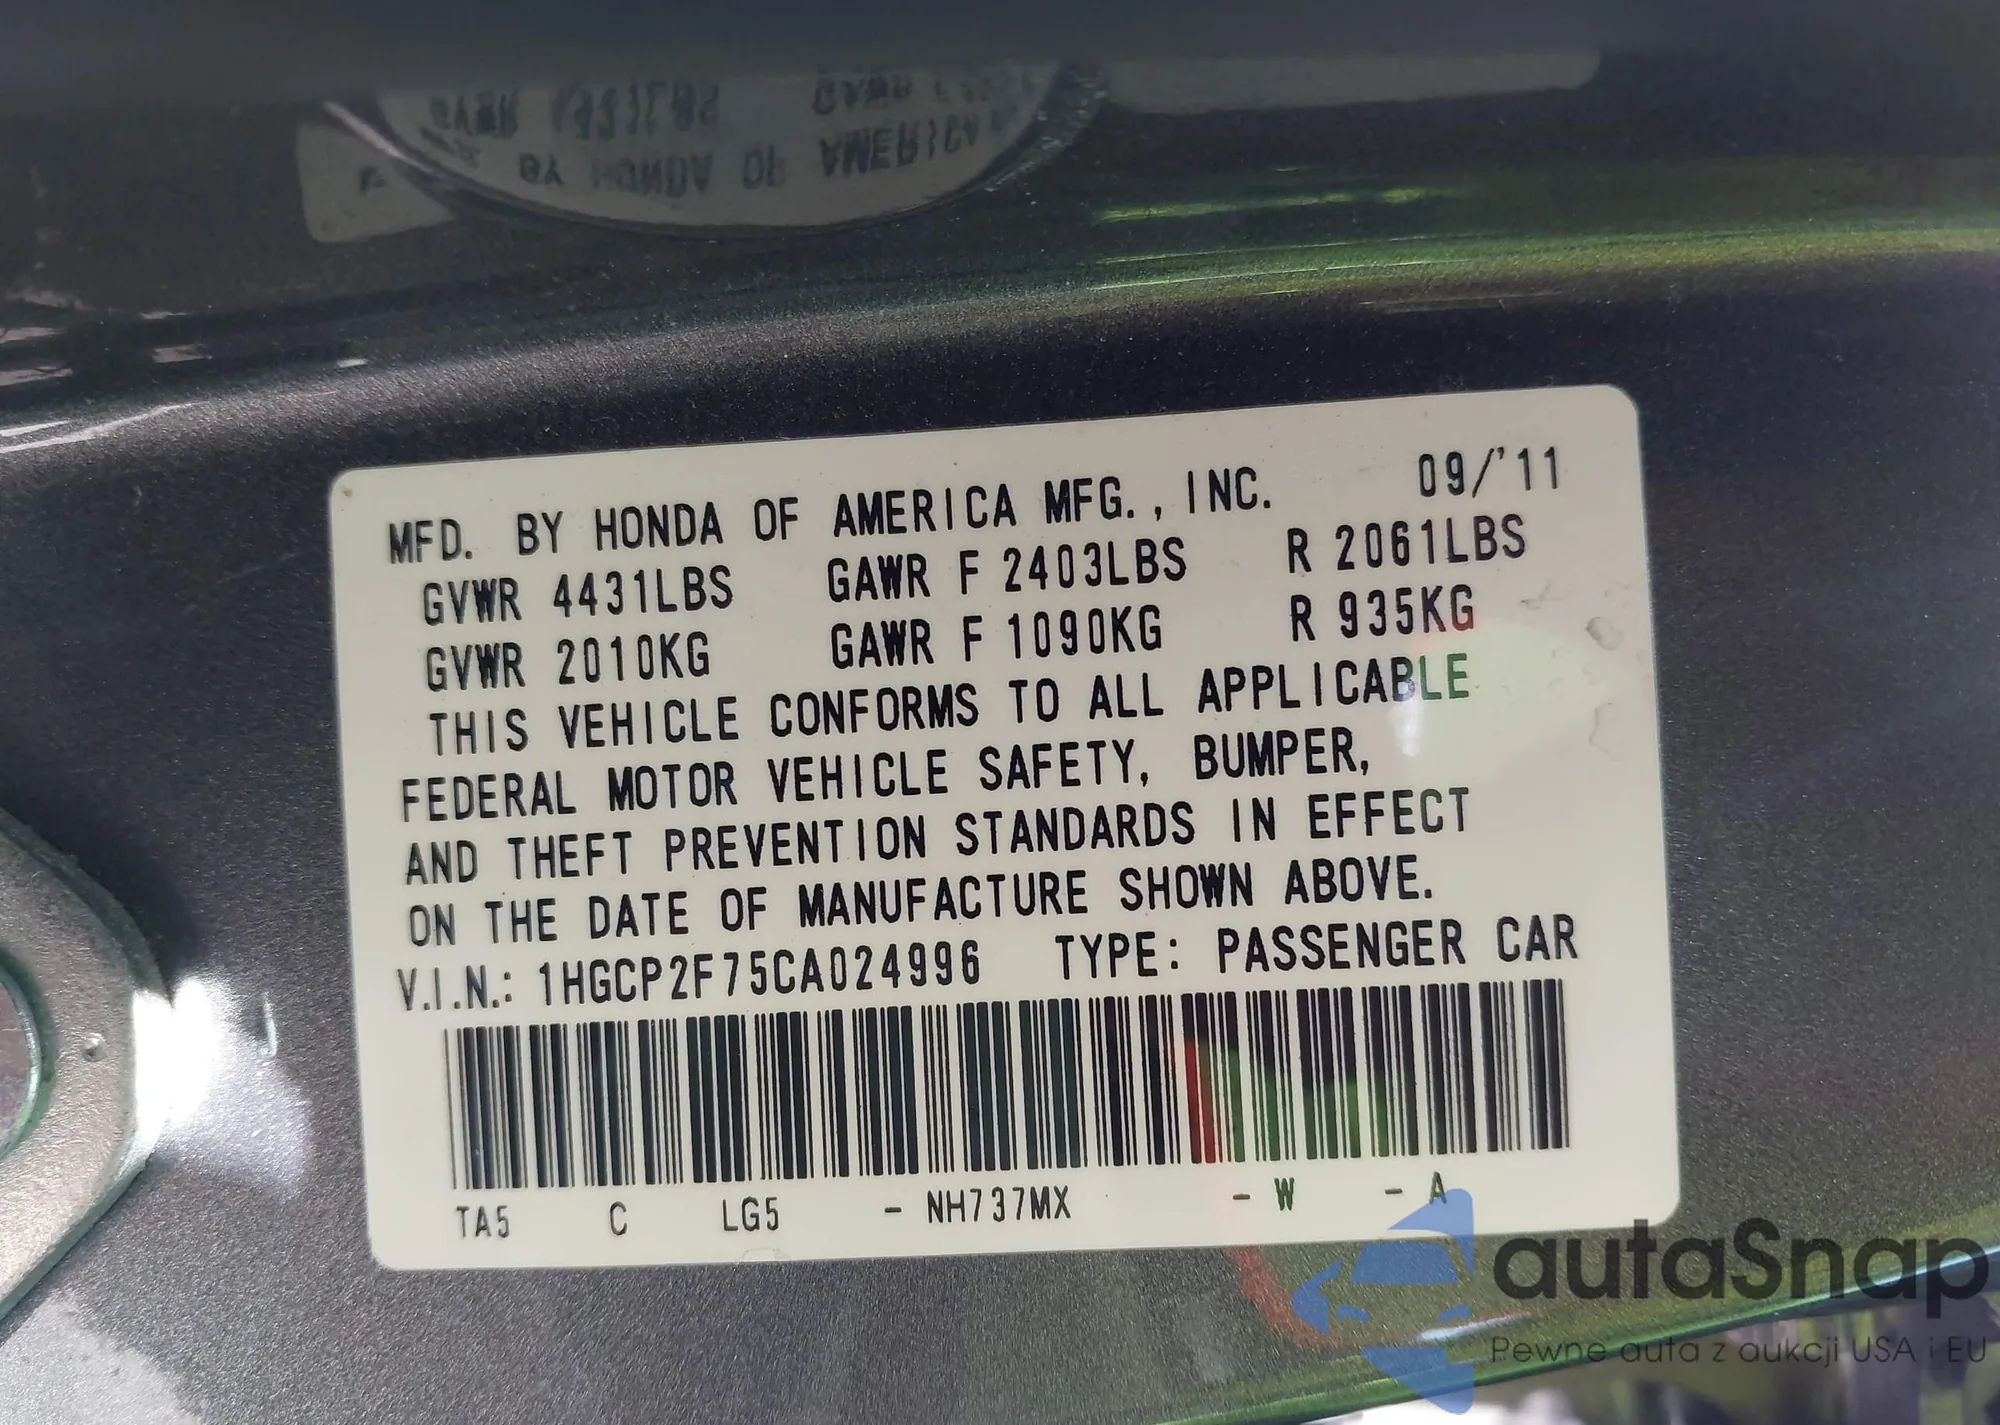 MFD. BY HONDA OF AMERICA MFG., INC. 09/'11
GVWR 4431LBS GAWR F 2403LBS R 2061LBS
GVWR 2010KG GAWR F 1090KG R 935KG
THIS VEHICLE CONFORMS TO ALL APPLICABLE
FEDERAL MOTOR VEHICLE SAFETY, BUMPER,
AND THEFT PREVENTION STANDARDS IN EFFECT
ON THE DATE OF MANUFACTURE SHOWN ABOVE.
V.I.N.: 1HGCP2F75CA024996 TYPE: PASSENGER CAR
TA5 C LG5 - NH737MX - W - A
autaSnap
Pewne auta z aukcji USA i EU